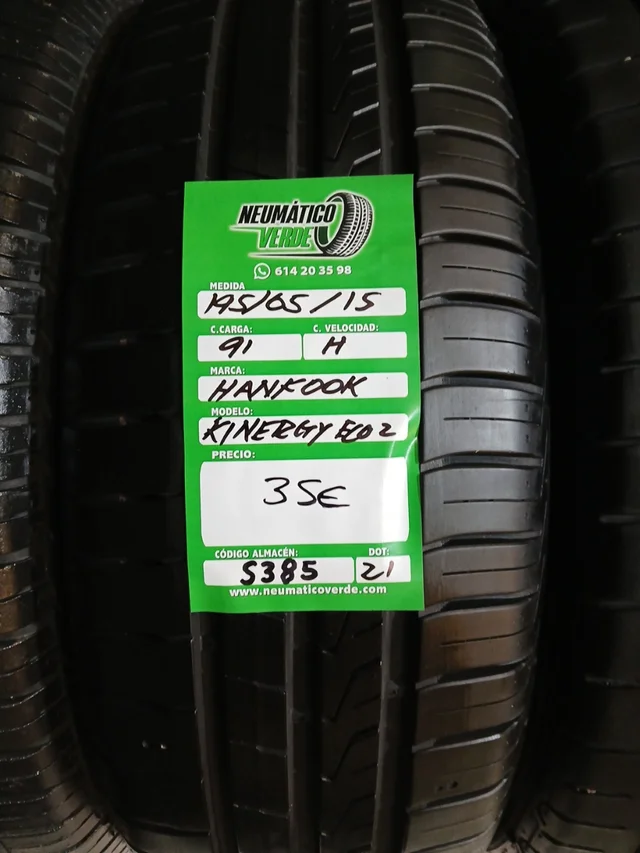 NEUMÁTICO
VERDE
614 20 35 98
MEDIDA
195/65/15
C.CARGA: C. VELOCIDAD:
91 H
MARCA:
HANKOOK
MODELO:
KINERGY ECO 2
PRECIO:
35€
CÓDIGO ALMACÉN: DOT:
S385 21
www.neumaticoverde.com